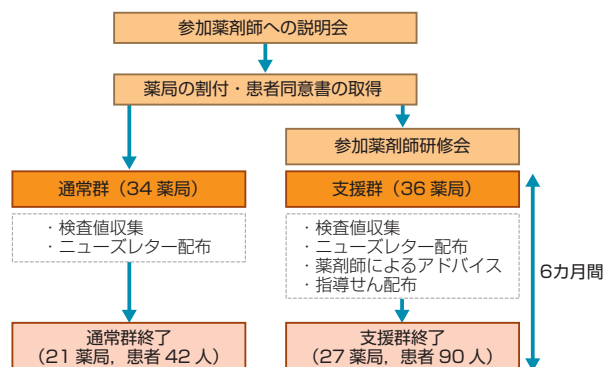 参加薬剤師への説明会
薬局の割付・患者同意書の取得
参加薬剤師研修会
通常群（34 薬局）
・検査値収集
・ニューズレター配布
支援群（36 薬局）
・検査値収集
・ニューズレター配布
・薬剤師によるアドバイス
・指導せん配布
6カ月間
通常群終了
（21 薬局，患者 42 人）
支援群終了
（27 薬局，患者 90 人）